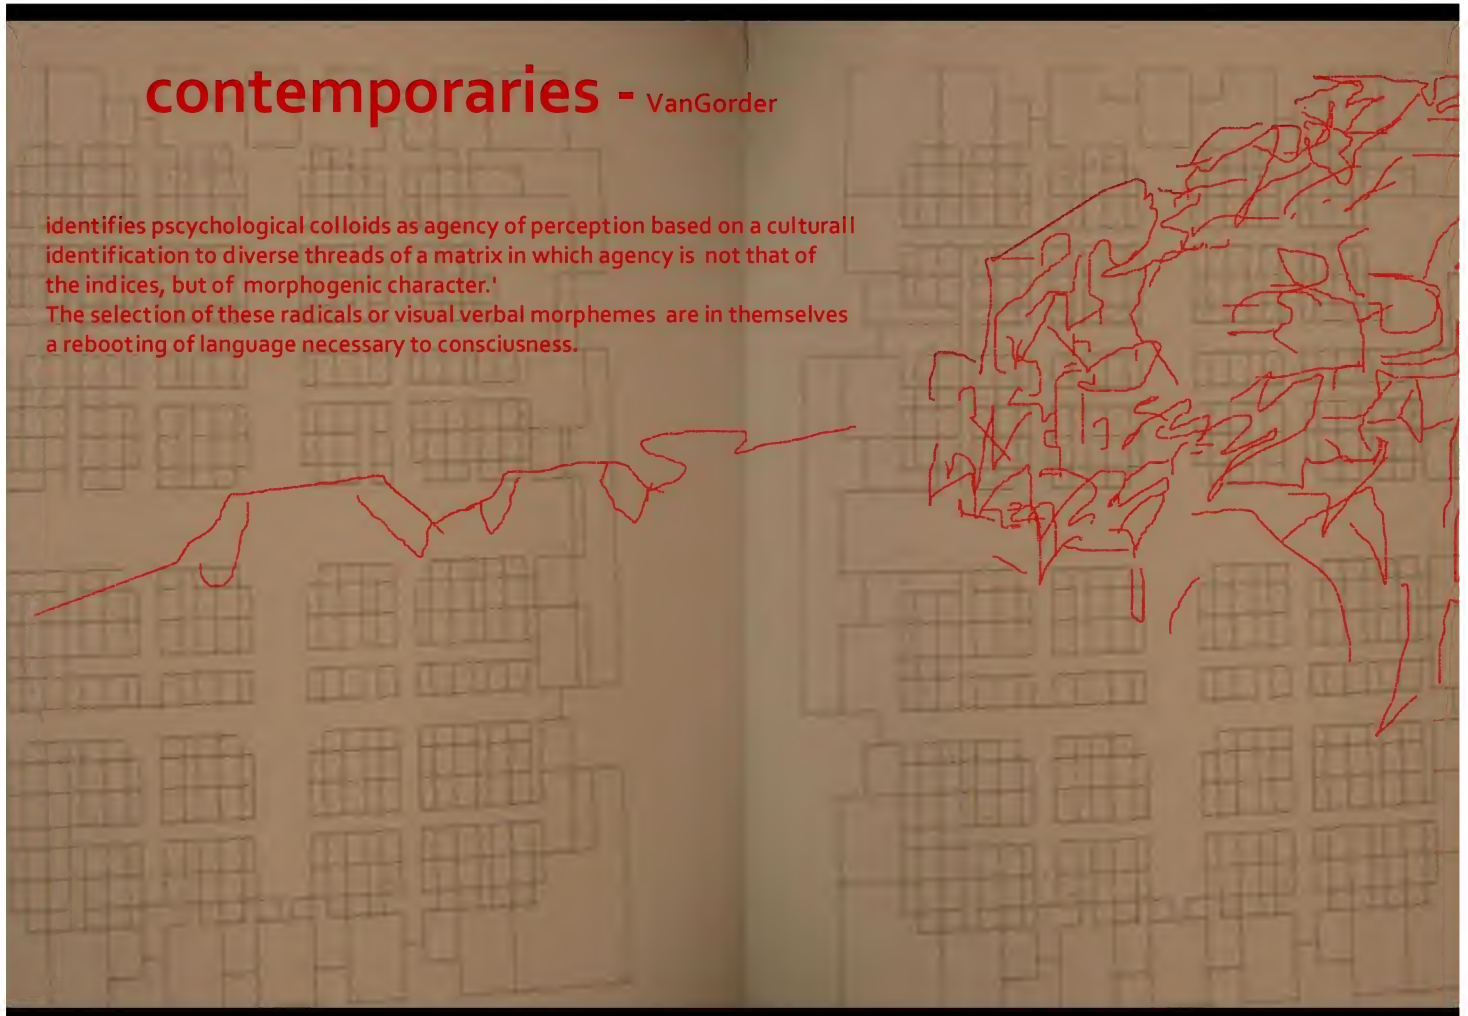 contemporaries - VanGorder
identifies pscychological colloids as agency of perception based on a culturall
identification to diverse threads of a matrix in which agency is not that of
the indices, but of morphogenic character.'
The selection of these radicals or visual verbal morphemes are in themselves
a rebooting of language necessary to consciusness.